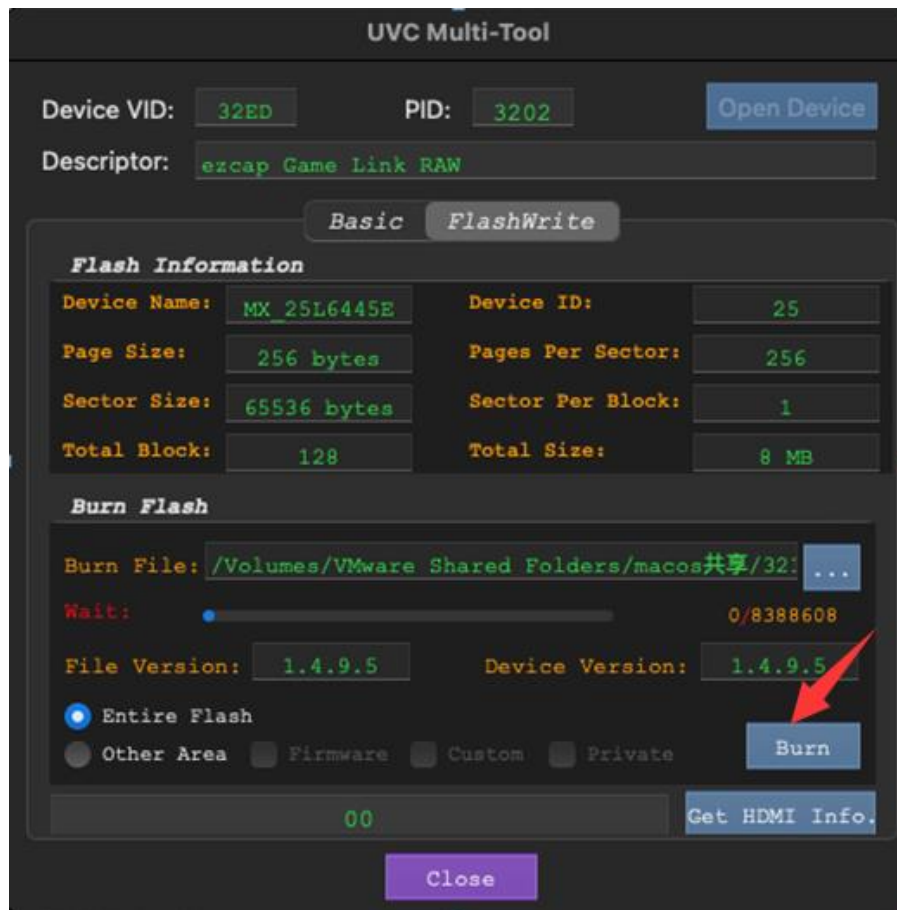 UVC Multi-Tool
Device VID: 32ED PID: 3202 Open Device
Descriptor: ezcap Game Link RAW
Basic FlashWrite
Flash Information
Device Name: MX_25L6445E Device ID: 25
Page Size: 256 bytes Pages Per Sector: 256
Sector Size: 65536 bytes Sector Per Block: 1
Total Block: 128 Total Size: 8 MB
Burn Flash
Burn File: /Volumes/VMware Shared Folders/macos共享/32 ...
Wait: 0/8388608
File Version: 1.4.9.5 Device Version: 1.4.9.5
Entire Flash
Other Area Firmware Custom Private Burn
00 Get HDMI Info.
Close